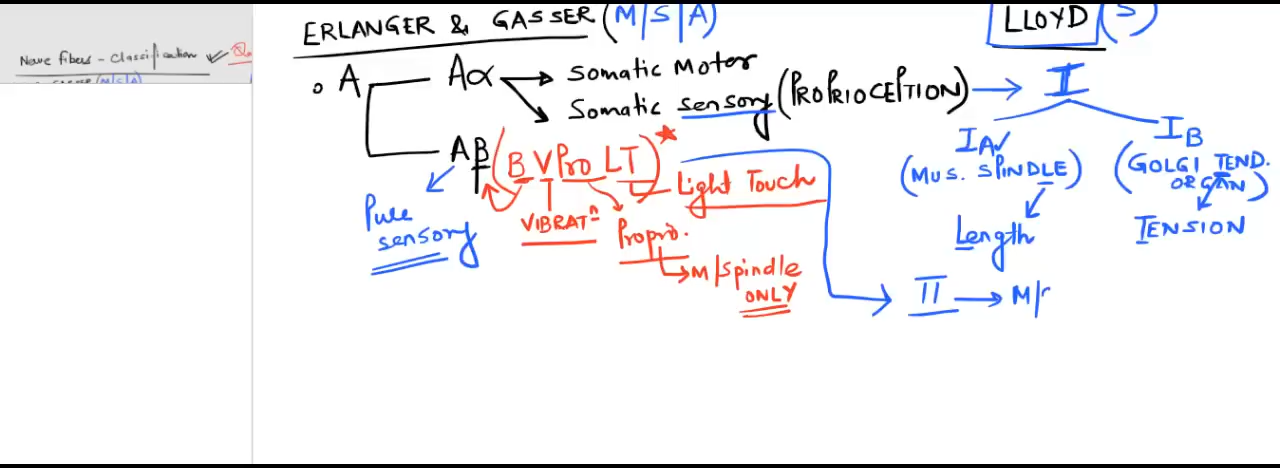 ERLANGER & GASSER (M/S/A)
LLOYD (S)
Nerve fibers - Classification
A
Aα
Somatic Motor
Somatic sensory (PROPRIOCEPTION)
I
IA
(MUS. SPINDLE)
Length
IB
(GOLGI TEND. ORGAN)
TENSION
Aβ (B V Pro LT)
Light Touch
Pure sensory
VIBRATⁿ
Proprio.
M/spindle
ONLY
II
M/